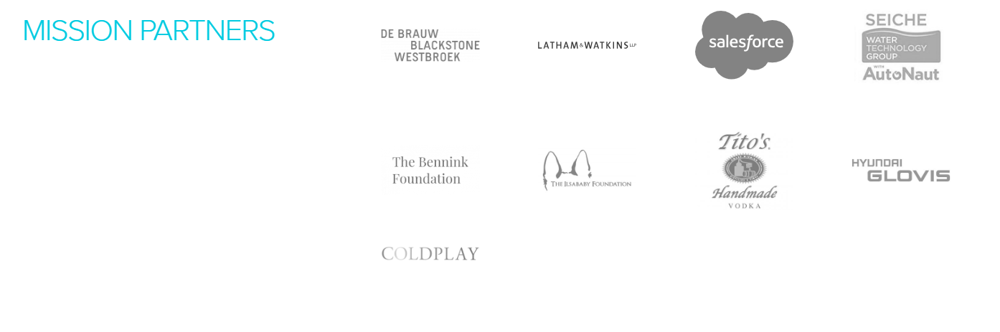 MISSION PARTNERS
DE BRAUW
BLACKSTONE
WESTBROEK
LATHAM&WATKINS LLP
salesforce
SEICHE
WATER
TECHNOLOGY
GROUP
WITH
AutoNaut
The Bennink
Foundation
THE ILSABABY FOUNDATION
Tito's
Handmade
VODKA
HYUNDAI
GLOVIS
COLDPLAY